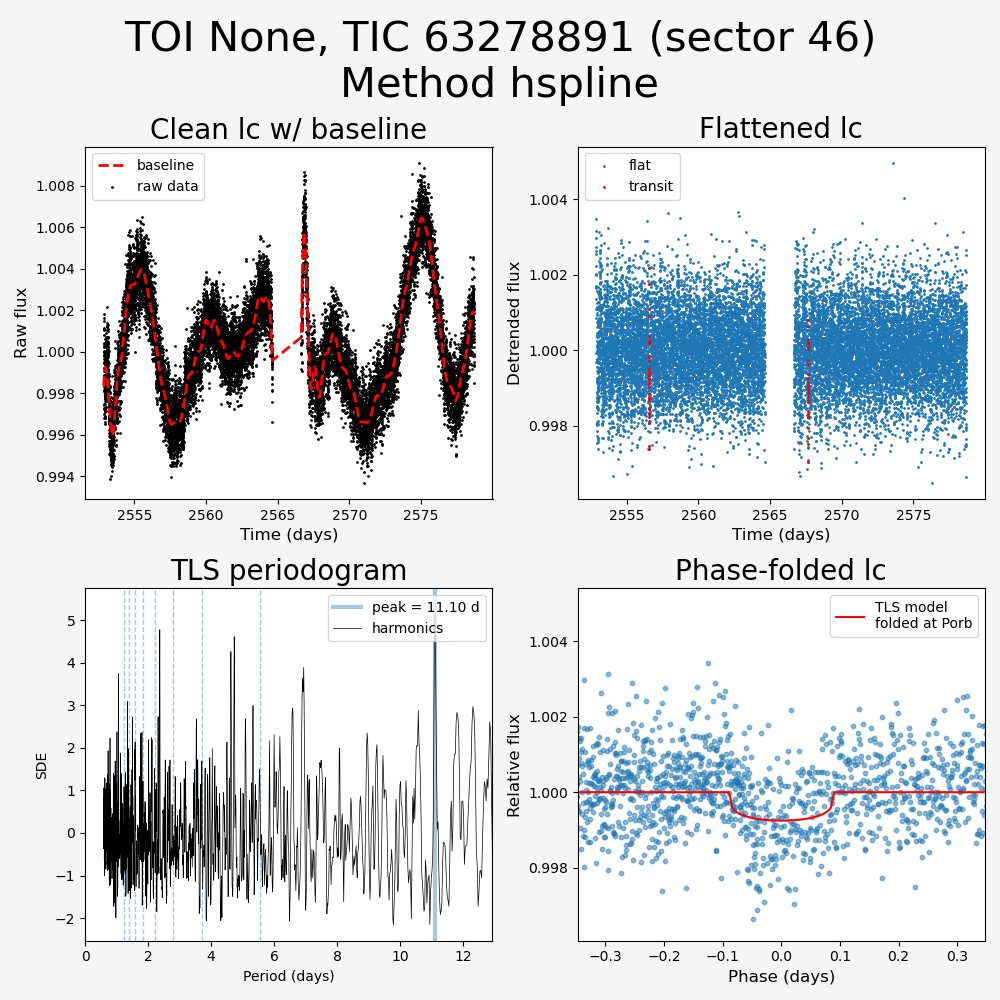 TOI None, TIC 63278891 (sector 46)
Method hspline
Clean lc w/ baseline
Flattened lc
baseline
raw data
flat
transit
Raw flux
1.008
1.006
1.004
1.002
1.000
0.998
0.996
0.994
2555
2560
2565
2570
2575
Time (days)
Detrended flux
1.004
1.002
1.000
0.998
2555
2560
2565
2570
2575
Time (days)
TLS periodogram
Phase-folded lc
peak = 11.10 d
harmonics
SDE
5
4
3
2
1
0
−1
−2
0
2
4
6
8
10
12
Period (days)
TLS model
folded at Porb
Relative flux
1.004
1.002
1.000
0.998
−0.3
−0.2
−0.1
0.0
0.1
0.2
0.3
Phase (days)